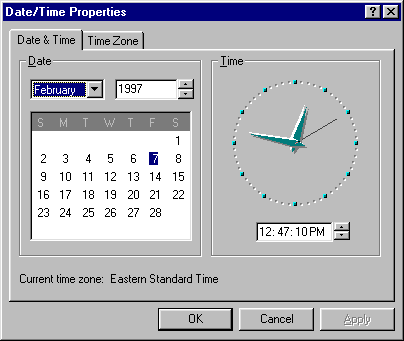 Date/Time Properties
Date & Time Time Zone
Date
Time
February 1997
S M T W T F S
1
2 3 4 5 6 7 8
9 10 11 12 13 14 15
16 17 18 19 20 21 22
23 24 25 26 27 28
12:47:10 PM
Current time zone: Eastern Standard Time
OK Cancel Apply